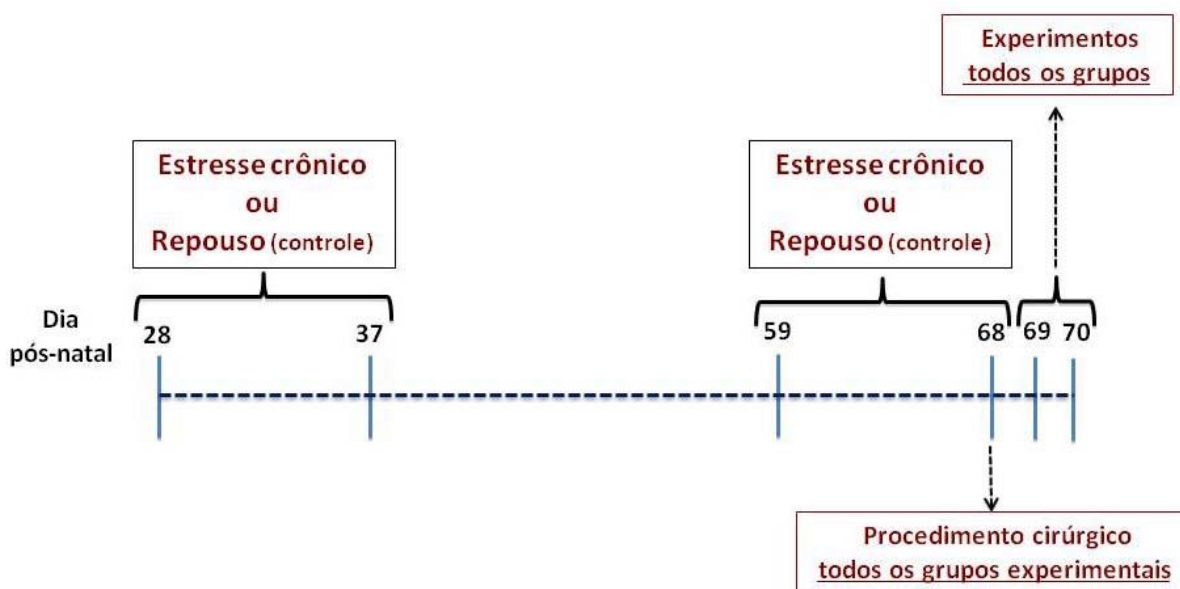 Experimentos
todos os grupos
Estresse crônico
ou
Repouso (controle)
Estresse crônico
ou
Repouso (controle)
Dia
pós-natal
28
37
59
68
69
70
Procedimento cirúrgico
todos os grupos experimentais